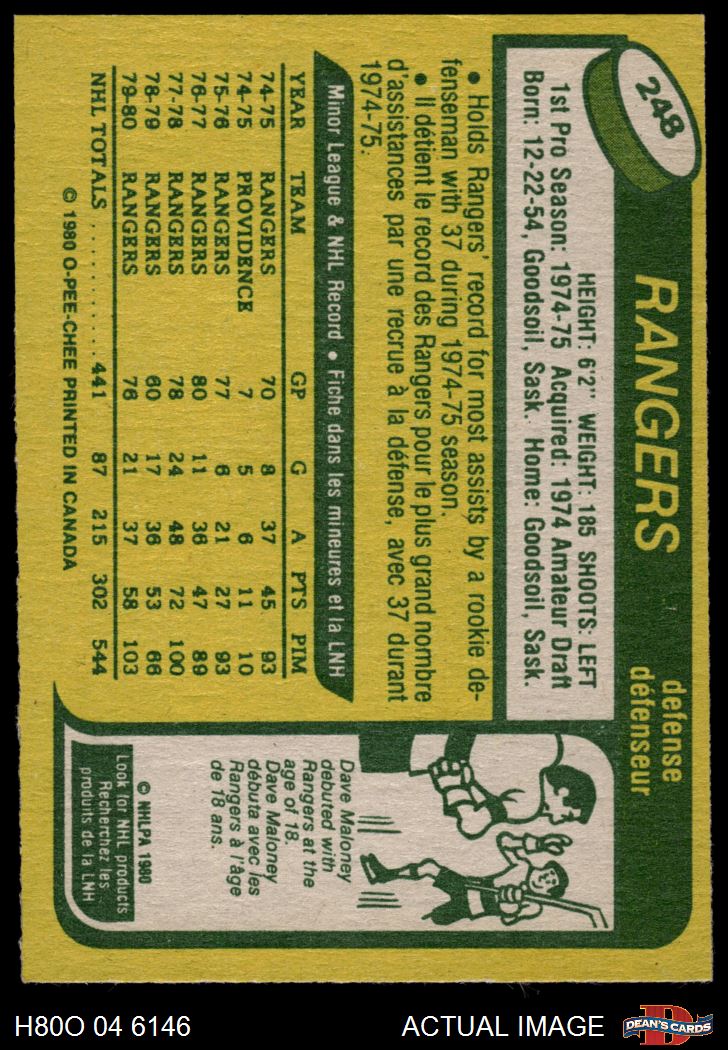 248
RANGERS
defense
défenseur
HEIGHT: 6'2" WEIGHT: 185 SHOOTS: LEFT
1st Pro Season: 1974-75 Acquired: 1974 Amateur Draft
Born: 12-22-54, Goodsoil, Sask. Home: Goodsoil, Sask.
• Holds Rangers' record for most assists by a rookie de-
fenseman with 37 during 1974-75 season.
• Il détient le record des Rangers pour le plus grand nombre
d'assistances par une recrue à la défense, avec 37 durant
1974-75.
Minor League & NHL Record • Fiche dans les mineures et la LNH
YEAR TEAM GP G A PTS PIM
74-75 RANGERS 70 8 37 45 93
74-75 PROVIDENCE 7 5 6 11 10
75-76 RANGERS 77 6 21 27 93
76-77 RANGERS 80 11 36 47 89
77-78 RANGERS 78 24 48 72 100
78-79 RANGERS 60 17 36 53 66
79-80 RANGERS 76 21 37 58 103
NHL TOTALS ........... 441 87 215 302 544
© 1980 O-PEE-CHEE PRINTED IN CANADA
Dave Maloney
debuted with
Rangers at the
age of 18.
Dave Maloney
débuta avec les
Rangers à l'âge
de 18 ans.
© NHLPA 1980
Look for NHL products
Recherchez les
produits de la LNH
H80O 04 6146
ACTUAL IMAGE
D
DEAN'S CARDS